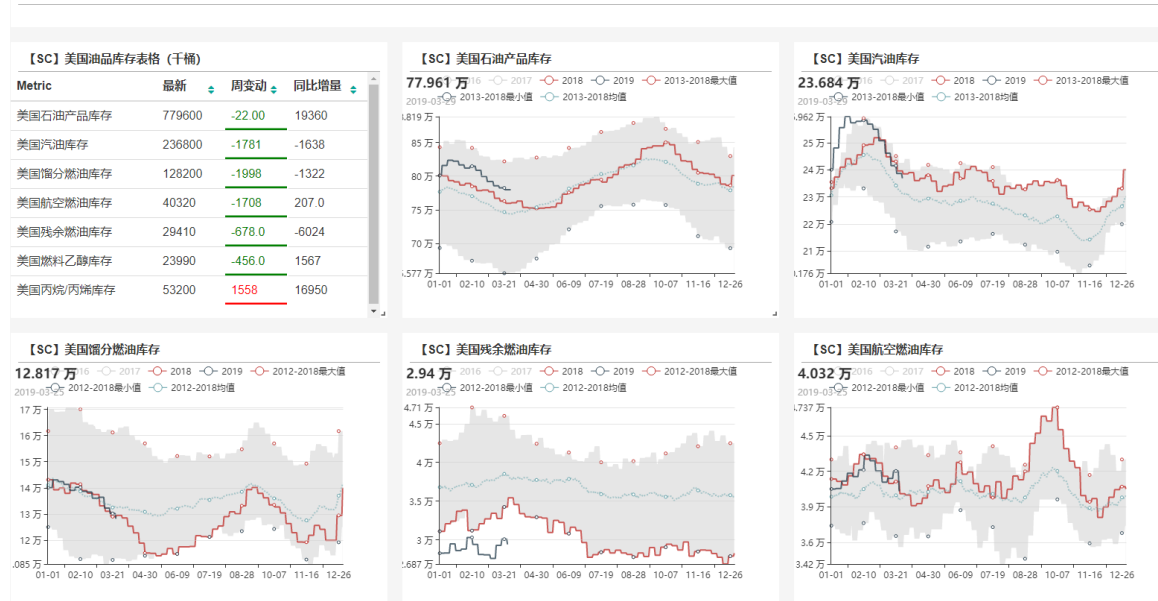 【SC】美国油品库存表格（千桶）
Metric 最新 周变动 同比增量
美国石油产品库存 779600 -22.00 19360
美国汽油库存 236800 -1781 -1638
美国馏分燃油库存 128200 -1998 -1322
美国航空燃油库存 40320 -1708 207.0
美国残余燃油库存 29410 -678.0 -6024
美国燃料乙醇库存 23990 -456.0 1567
美国丙烷/丙烯库存 53200 1558 16950
【SC】美国石油产品库存
77.961 万
2017 2018 2019 2013-2018最大值
2013-2018最小值 2013-2018均值
2019-03-29
.819 万
85 万
80 万
75 万
70 万
.577 万
01-01 02-10 03-21 04-30 06-09 07-19 08-28 10-07 11-16 12-26
【SC】美国汽油库存
23.684 万
2017 2018 2019 2013-2018最大值
2013-2018最小值 2013-2018均值
2019-03-29
.962 万
25 万
24 万
23 万
22 万
21 万
.176 万
01-01 02-10 03-21 04-30 06-09 07-19 08-28 10-07 11-16 12-26
【SC】美国馏分燃油库存
12.817 万
2017 2018 2019 2012-2018最大值
2012-2018最小值 2012-2018均值
2019-03-25
17 万
16 万
15 万
14 万
13 万
12 万
.085 万
01-01 02-10 03-21 04-30 06-09 07-19 08-28 10-07 11-16 12-26
【SC】美国残余燃油库存
2.94 万
2016 2017 2018 2019 2012-2018最大值
2012-2018最小值 2012-2018均值
2019-03-25
4.71 万
4.5 万
4 万
3.5 万
3 万
2.687 万
01-01 02-10 03-21 04-30 06-09 07-19 08-28 10-07 11-16 12-26
【SC】美国航空燃油库存
4.032 万
2016 2017 2018 2019 2012-2018最大值
2012-2018最小值 2012-2018均值
2019-03-25
.737 万
4.5 万
4.2 万
3.9 万
3.6 万
3.42 万
01-01 02-10 03-21 04-30 06-09 07-19 08-28 10-07 11-16 12-26